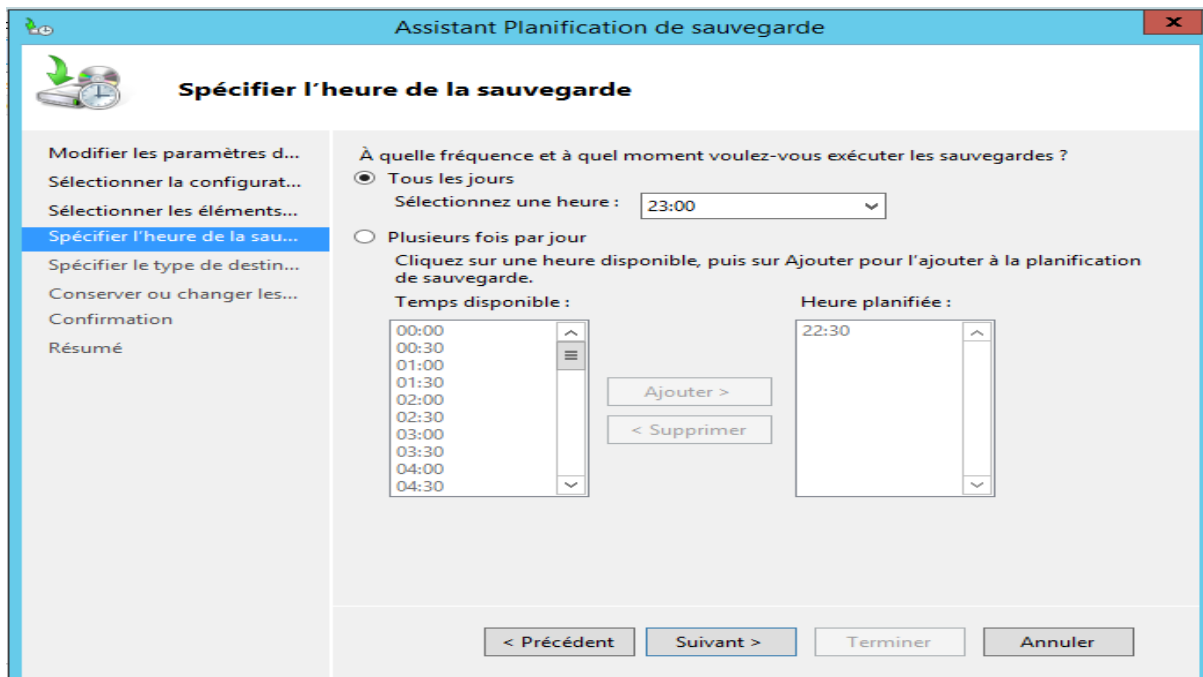 Assistant Planification de sauvegarde
x
Spécifier l'heure de la sauvegarde
Modifier les paramètres d...
Sélectionner la configurat...
Sélectionner les éléments...
Spécifier l'heure de la sau...
Spécifier le type de destin...
Conserver ou changer les...
Confirmation
Résumé
À quelle fréquence et à quel moment voulez-vous exécuter les sauvegardes ?
Tous les jours
Sélectionnez une heure : 23:00
Plusieurs fois par jour
Cliquez sur une heure disponible, puis sur Ajouter pour l'ajouter à la planification
de sauvegarde.
Temps disponible :
00:00
00:30
01:00
01:30
02:00
02:30
03:00
03:30
04:00
04:30
Ajouter >
< Supprimer
Heure planifiée :
22:30
< Précédent
Suivant >
Terminer
Annuler